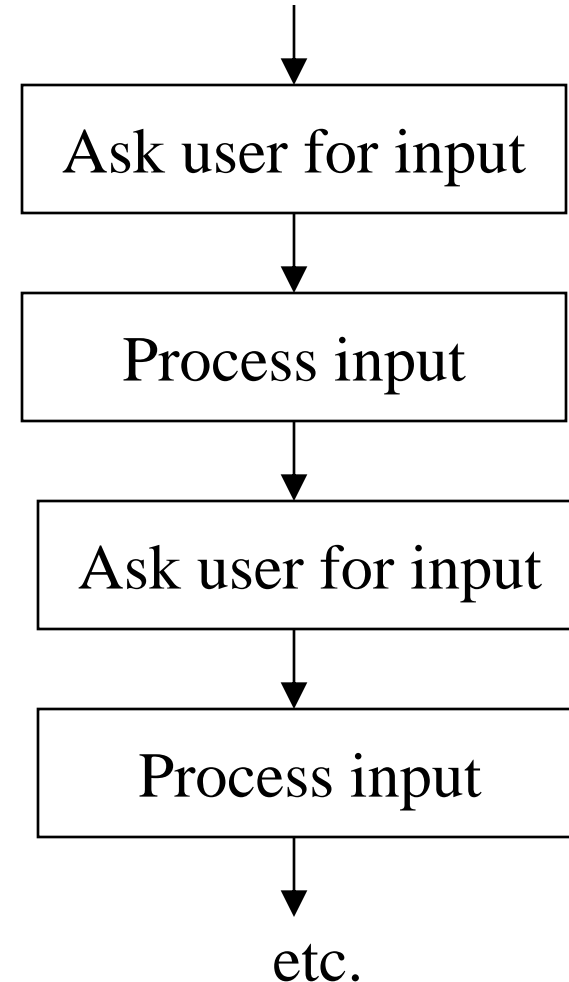 Ask user for input
Process input
Ask user for input
Process input
etc.